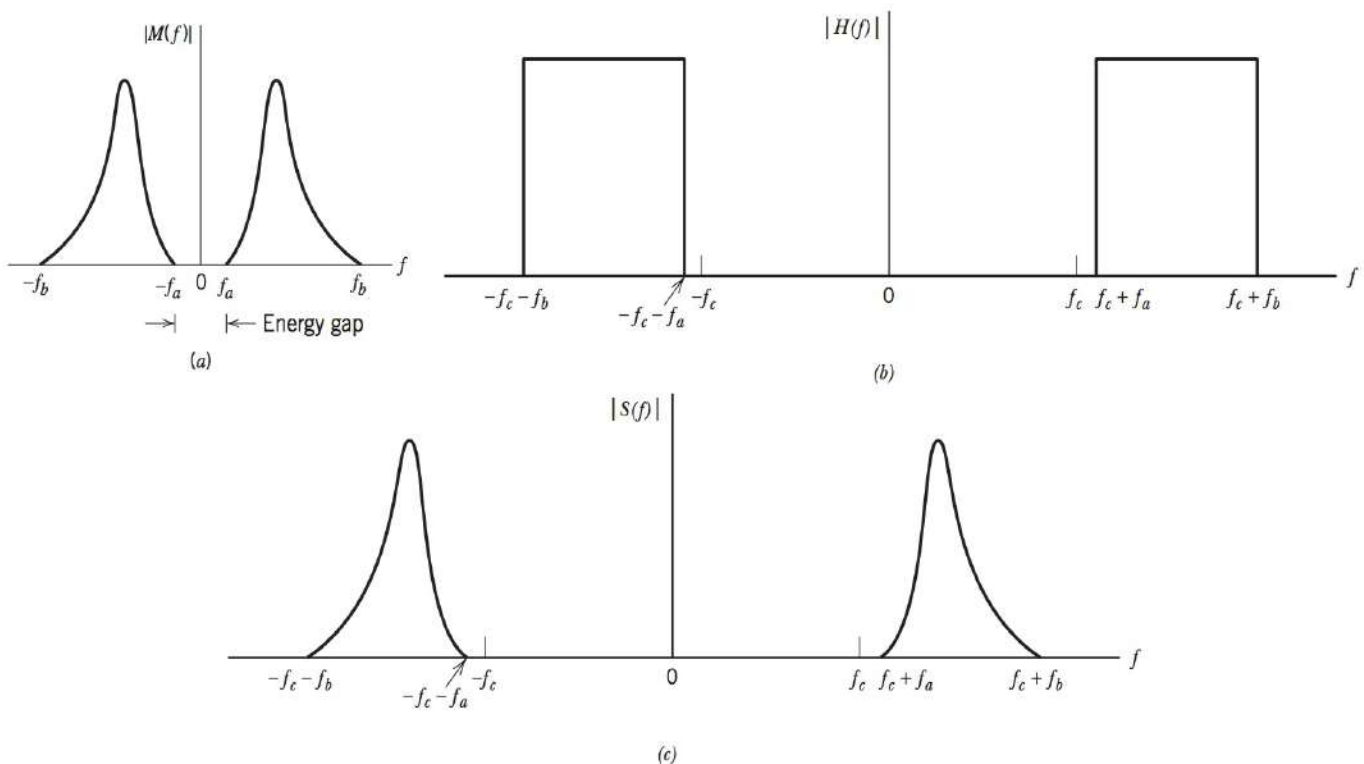 |M(f)|
f
−f_b −f_a 0 f_a f_b
Energy gap
(a)
|H(f)|
f
−f_c−f_b −f_c−f_a −f_c 0 f_c f_c+f_a f_c+f_b
(b)
|S(f)|
f
−f_c−f_b −f_c−f_a −f_c 0 f_c f_c+f_a f_c+f_b
(c)